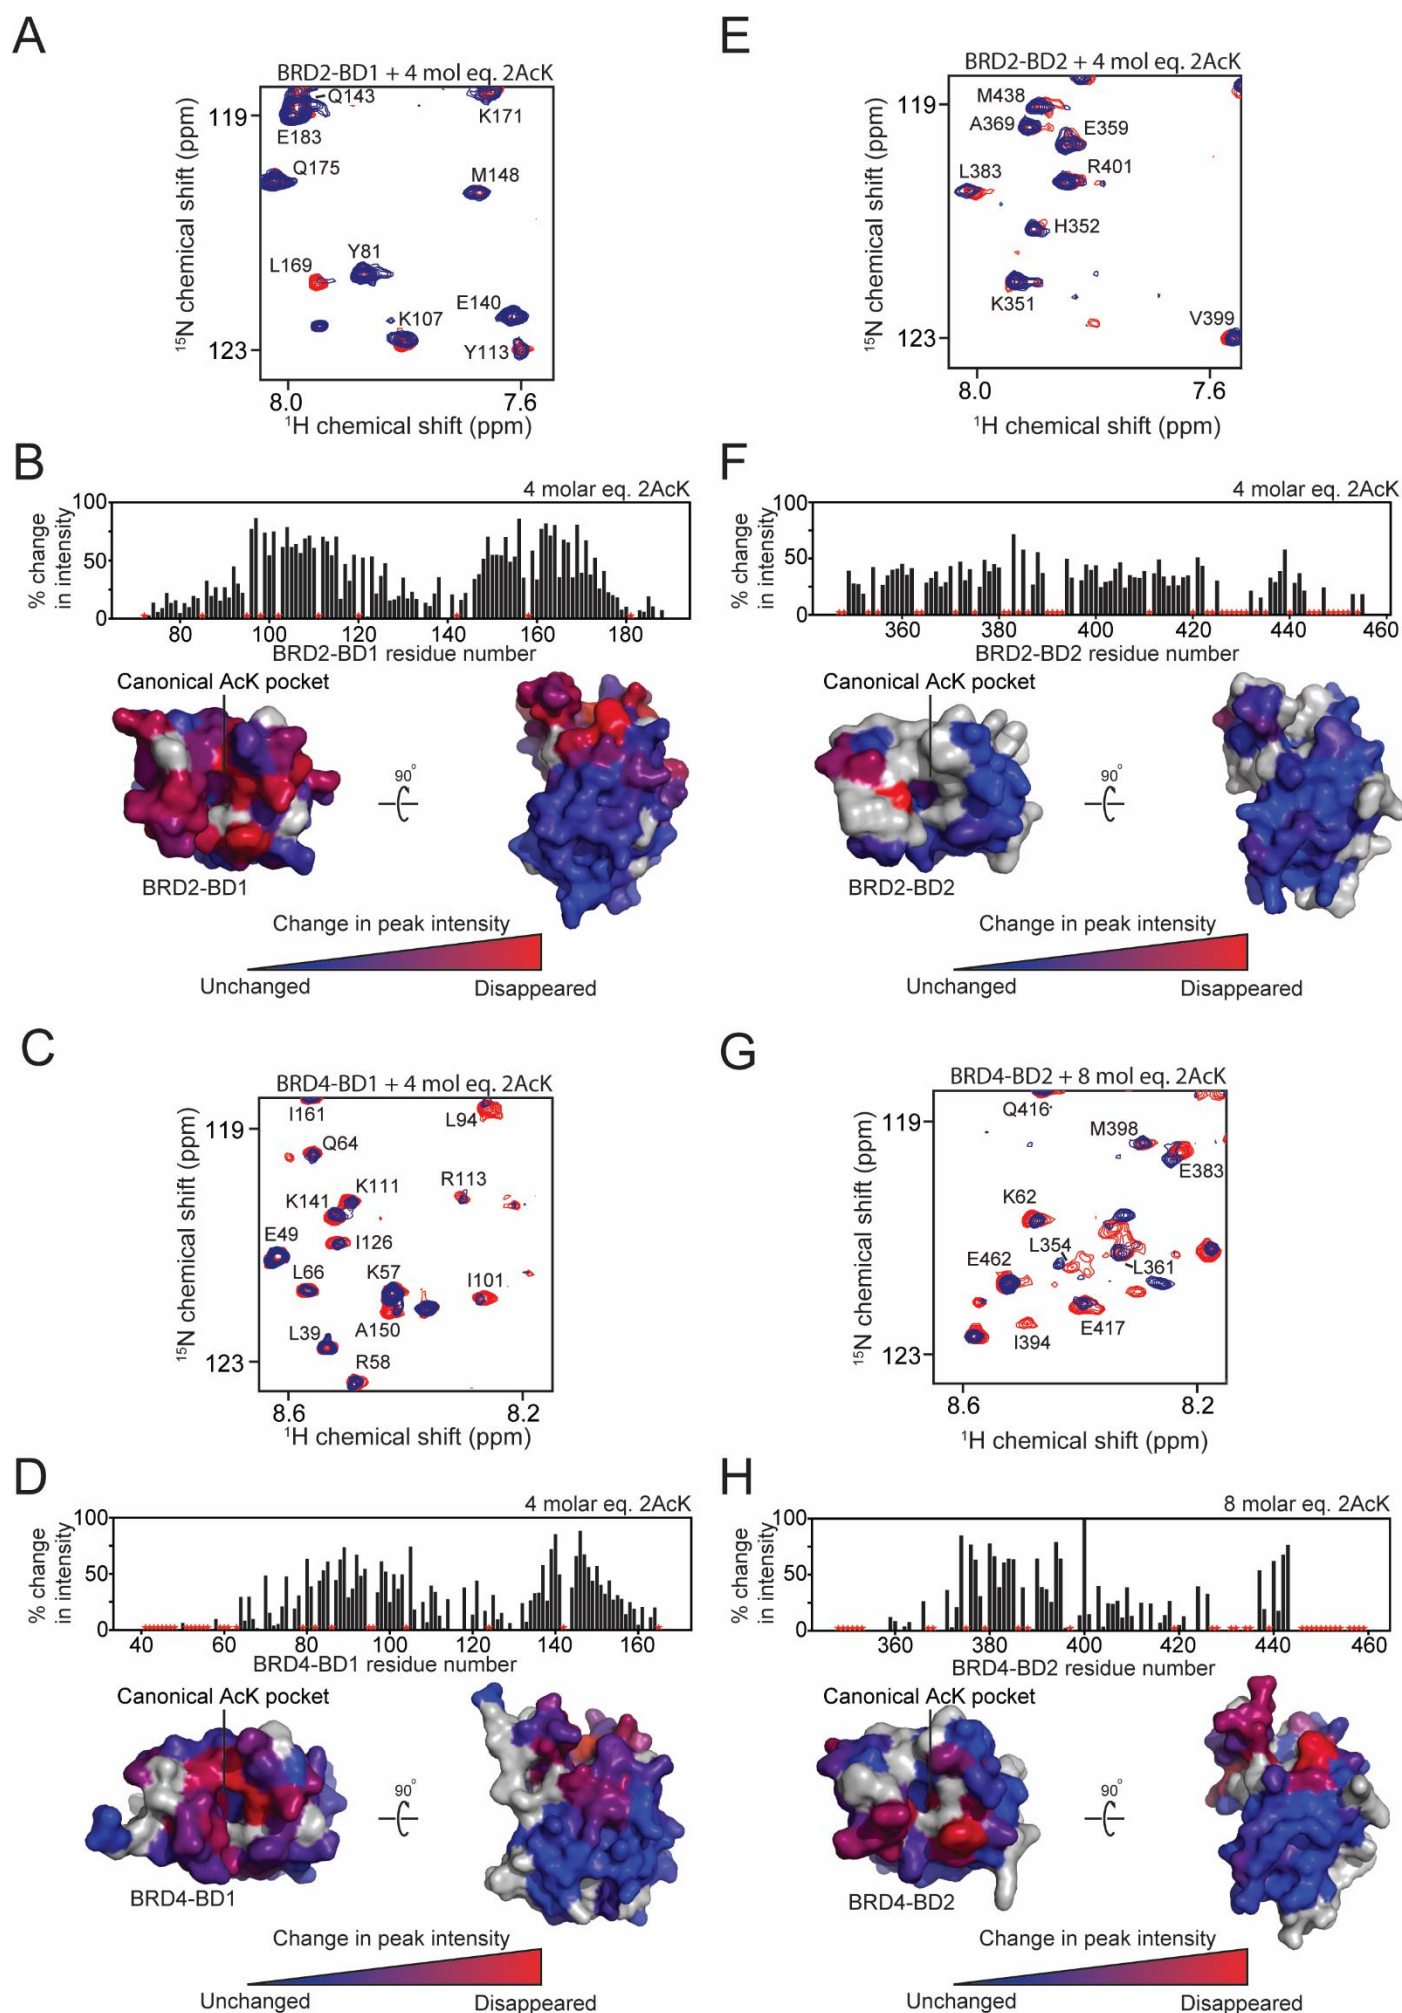 A
BRD2-BD1 + 4 mol eq. 2AcK
15N chemical shift (ppm)
119
123
Q143
E183
K171
Q175
M148
Y81
L169
E140
K107
Y113
8.0
7.6
1H chemical shift (ppm)
B
4 molar eq. 2AcK
% change
in intensity
100
50
0
80
100
120
140
160
180
BRD2-BD1 residue number
Canonical AcK pocket
90°
BRD2-BD1
Change in peak intensity
Unchanged
Disappeared
C
BRD4-BD1 + 4 mol eq. 2AcK
15N chemical shift (ppm)
119
123
I161
L94
Q64
K111
R113
K141
E49
I126
L66
K57
I101
L39
A150
R58
8.6
8.2
1H chemical shift (ppm)
D
4 molar eq. 2AcK
% change
in intensity
100
50
0
40
60
80
100
120
140
160
BRD4-BD1 residue number
Canonical AcK pocket
90°
BRD4-BD1
Change in peak intensity
Unchanged
Disappeared
E
BRD2-BD2 + 4 mol eq. 2AcK
15N chemical shift (ppm)
119
123
M438
A369
E359
L383
R401
H352
K351
V399
8.0
7.6
1H chemical shift (ppm)
F
4 molar eq. 2AcK
% change
in intensity
100
50
0
360
380
400
420
440
460
BRD2-BD2 residue number
Canonical AcK pocket
90°
BRD2-BD2
Change in peak intensity
Unchanged
Disappeared
G
BRD4-BD2 + 8 mol eq. 2AcK
15N chemical shift (ppm)
119
123
Q416
M398
E383
K62
L354
E462
L361
I394
E417
8.6
8.2
1H chemical shift (ppm)
H
8 molar eq. 2AcK
% change
in intensity
100
50
0
360
380
400
420
440
460
BRD4-BD2 residue number
Canonical AcK pocket
90°
BRD4-BD2
Change in peak intensity
Unchanged
Disappeared